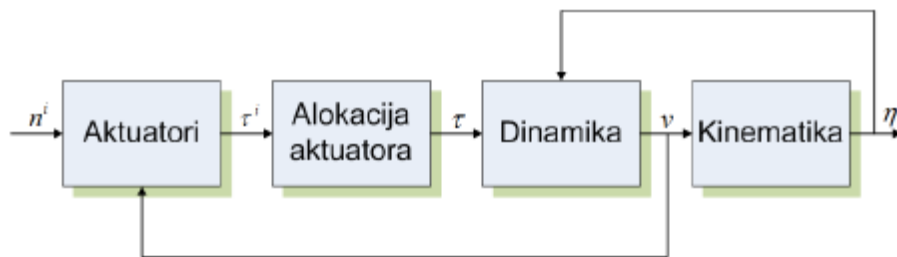 n^i
Aktuatori
τ^i
Alokacija
aktuatora
τ
Dinamika
ν
Kinematika
η